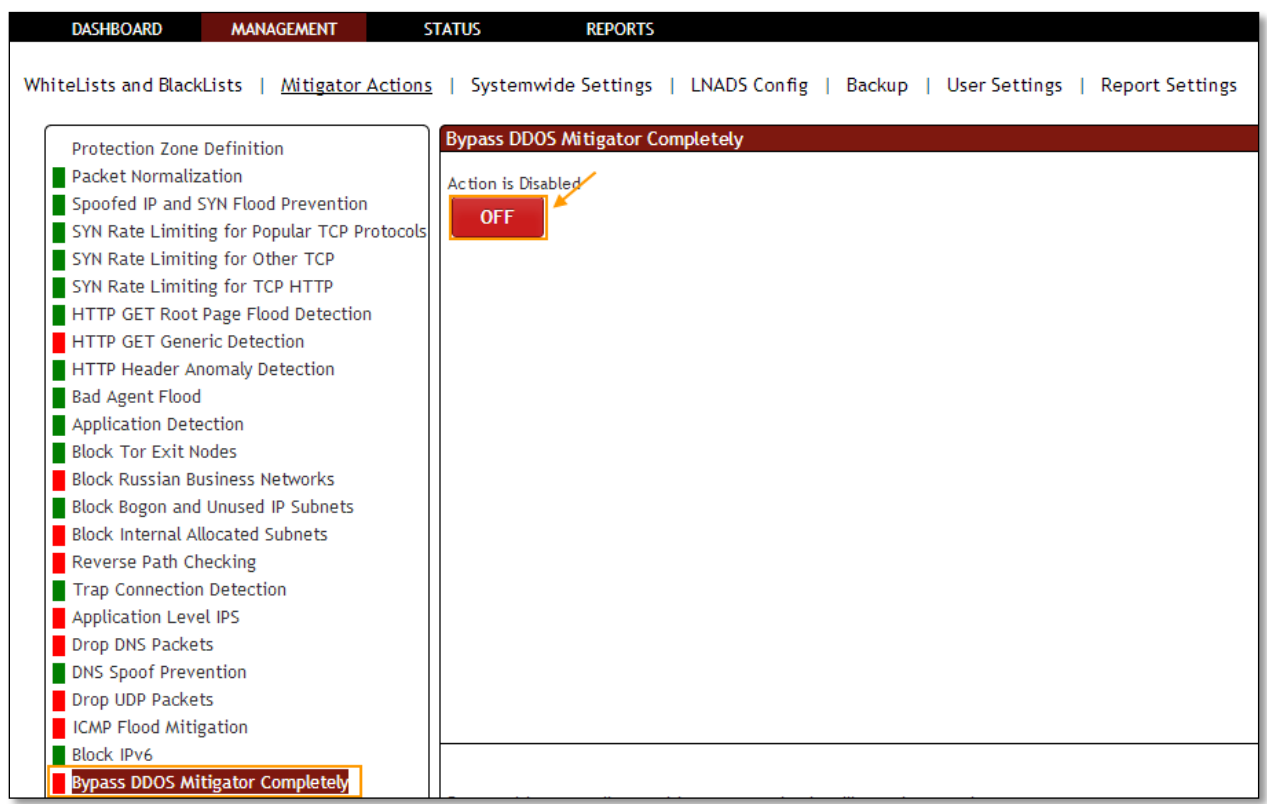 DASHBOARD MANAGEMENT STATUS REPORTS
WhiteLists and BlackLists | Mitigator Actions | Systemwide Settings | LNADS Config | Backup | User Settings | Report Settings
Protection Zone Definition
Packet Normalization
Spoofed IP and SYN Flood Prevention
SYN Rate Limiting for Popular TCP Protocols
SYN Rate Limiting for Other TCP
SYN Rate Limiting for TCP HTTP
HTTP GET Root Page Flood Detection
HTTP GET Generic Detection
HTTP Header Anomaly Detection
Bad Agent Flood
Application Detection
Block Tor Exit Nodes
Block Russian Business Networks
Block Bogon and Unused IP Subnets
Block Internal Allocated Subnets
Reverse Path Checking
Trap Connection Detection
Application Level IPS
Drop DNS Packets
DNS Spoof Prevention
Drop UDP Packets
ICMP Flood Mitigation
Block IPv6
Bypass DDOS Mitigator Completely
Bypass DDOS Mitigator Completely
Action is Disabled
OFF